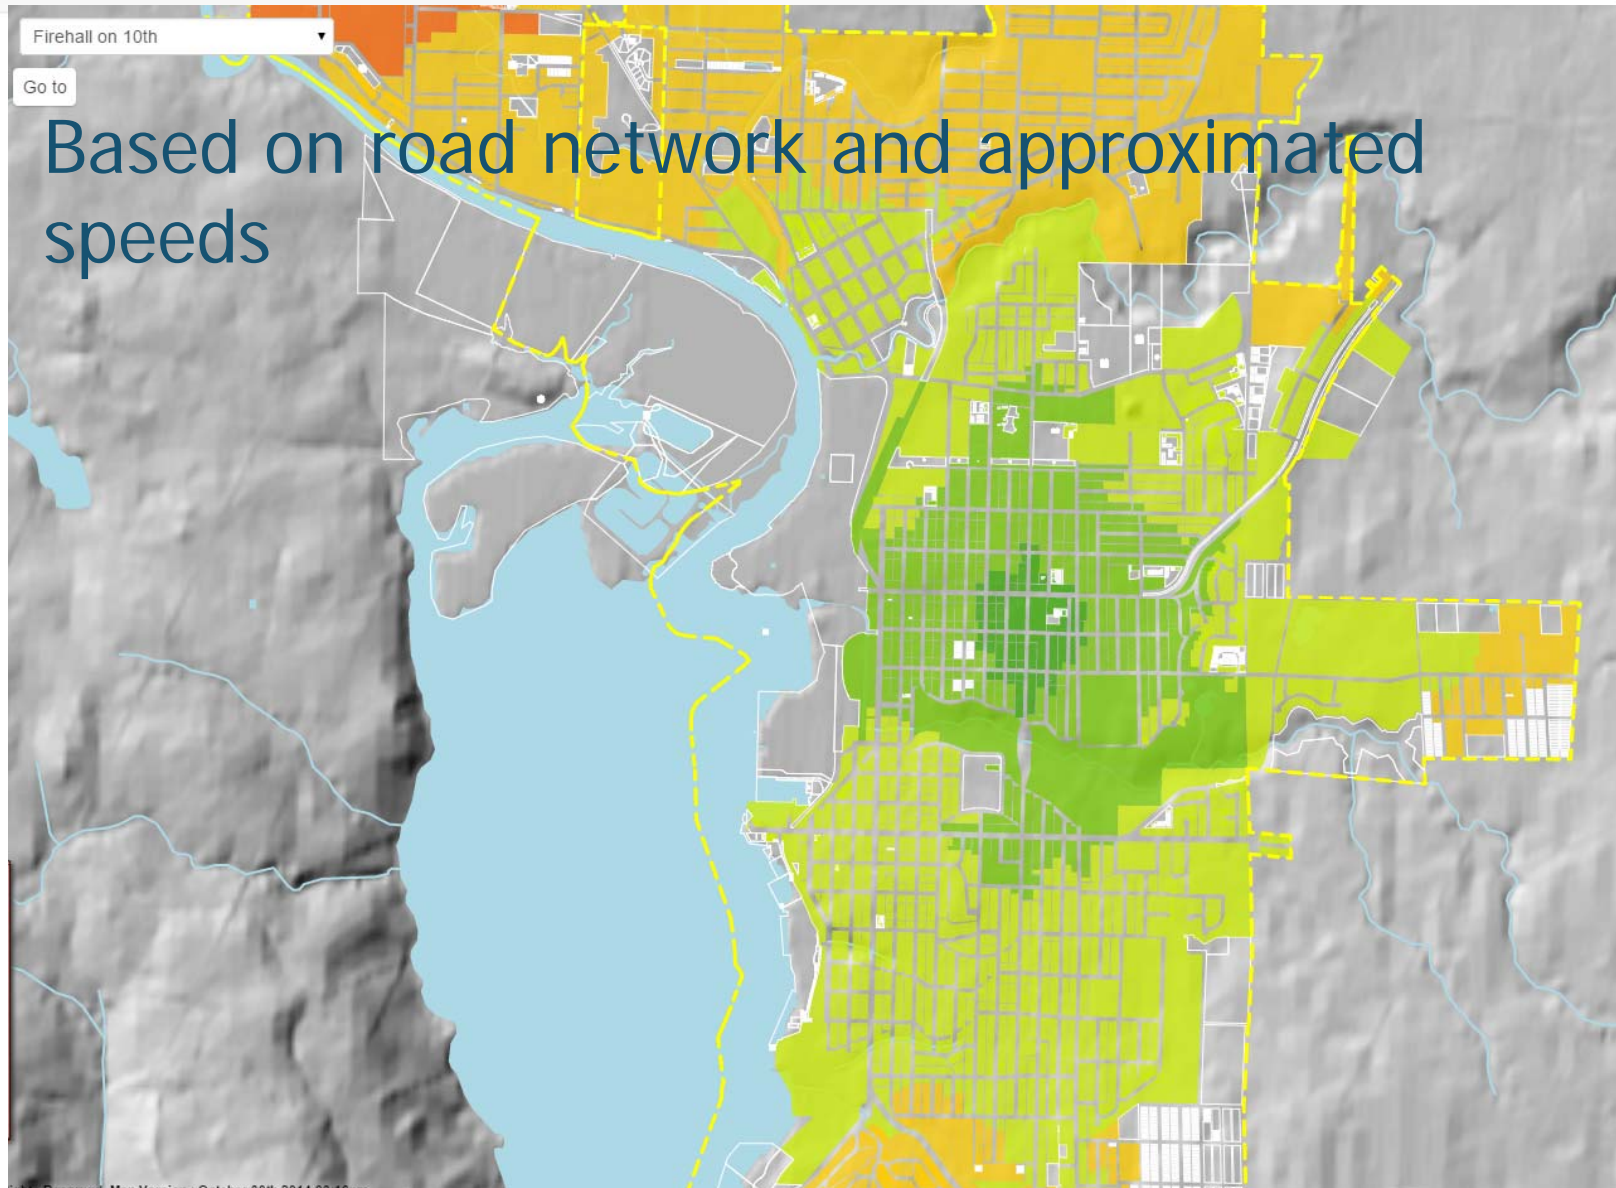 Firehall on 10th
Go to
Based on road network and approximated
speeds